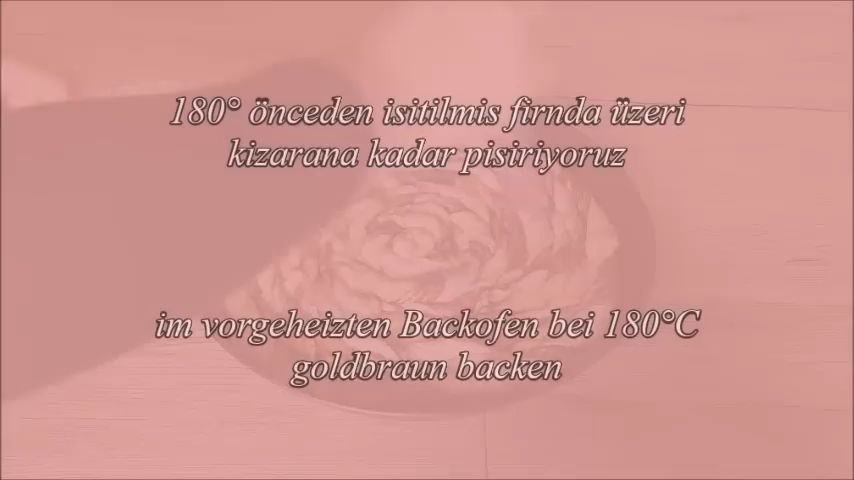 180° önceden isitilmis firnda üzeri
kizarana kadar pisiriyoruz
im vorgeheizten Backofen bei 180°C
goldbraun backen